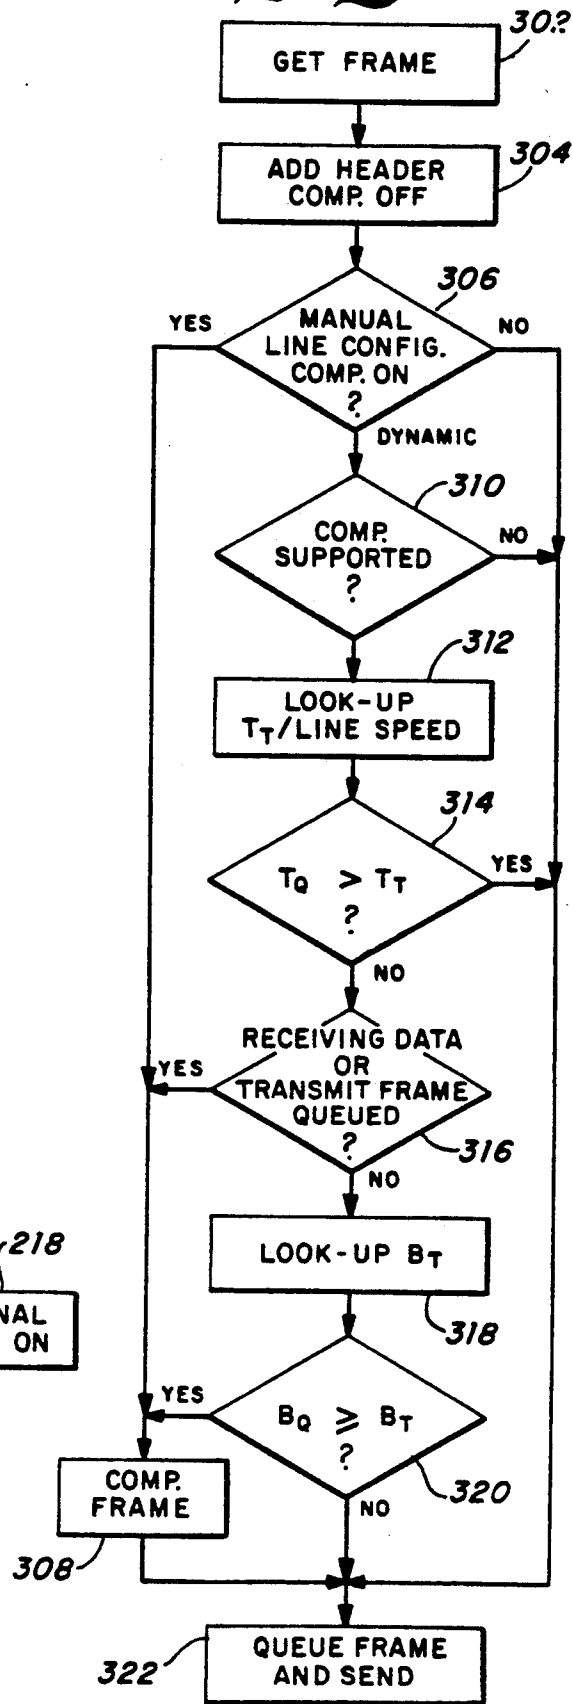 30?
GET FRAME
304
ADD HEADER
COMP. OFF
306
YES
MANUAL
LINE CONFIG.
COMP. ON
?
NO
DYNAMIC
310
COMP.
SUPPORTED
?
NO
312
LOOK-UP
TT/LINE SPEED
314
TQ > TT
?
YES
NO
RECEIVING DATA
OR
TRANSMIT FRAME
QUEUED
?
YES
316
NO
218
LOOK-UP BT
318
NAL
ON
YES
BQ ≥ BT
?
320
COMP.
FRAME
NO
308
QUEUE FRAME
AND SEND
322